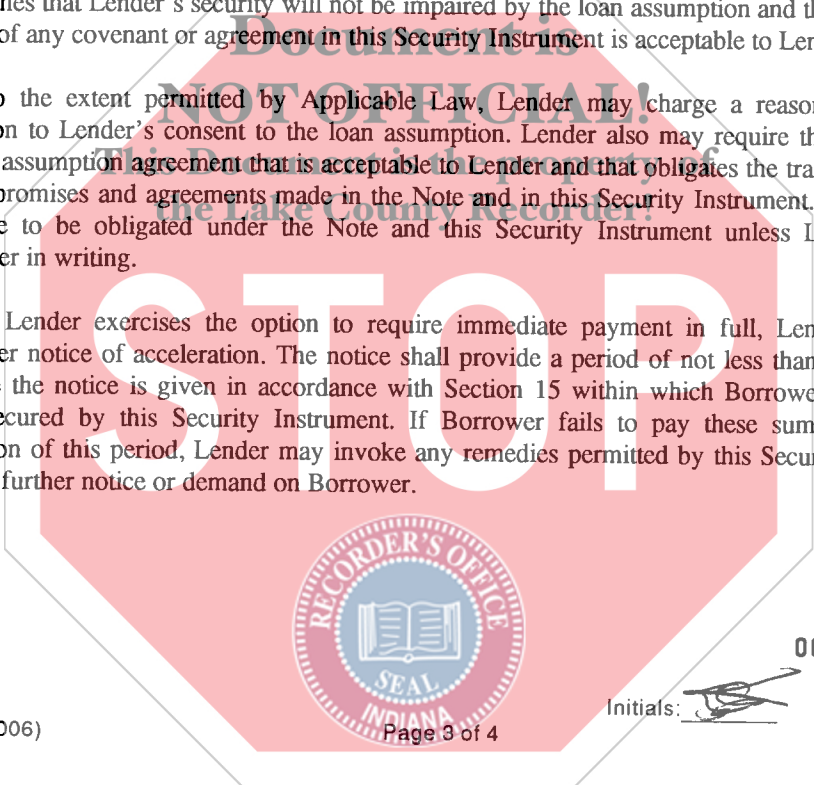 nes that Lender's security will not be impaired by the loan assumption and th
of any covenant or agreement in this Security Instrument is acceptable to Len
Document is
o the extent permitted by Applicable Law, Lender may charge a reason
NOT OFFICIAL!
on to Lender's consent to the loan assumption. Lender also may require th
assumption agreement that is acceptable to Lender and that obligates the tra
This Document is the property of
promises and agreements made in the Note and in this Security Instrument.
the Lake County Recorder!
e to be obligated under the Note and this Security Instrument unless L
er in writing.
Lender exercises the option to require immediate payment in full, Len
er notice of acceleration. The notice shall provide a period of not less than
the notice is given in accordance with Section 15 within which Borrowe
ecured by this Security Instrument. If Borrower fails to pay these sum
on of this period, Lender may invoke any remedies permitted by this Secu
further notice or demand on Borrower.
STOP
RECORDER'S OFFICE
SEAL
INDIANA
00
Initials:
006)
Page 3 of 4